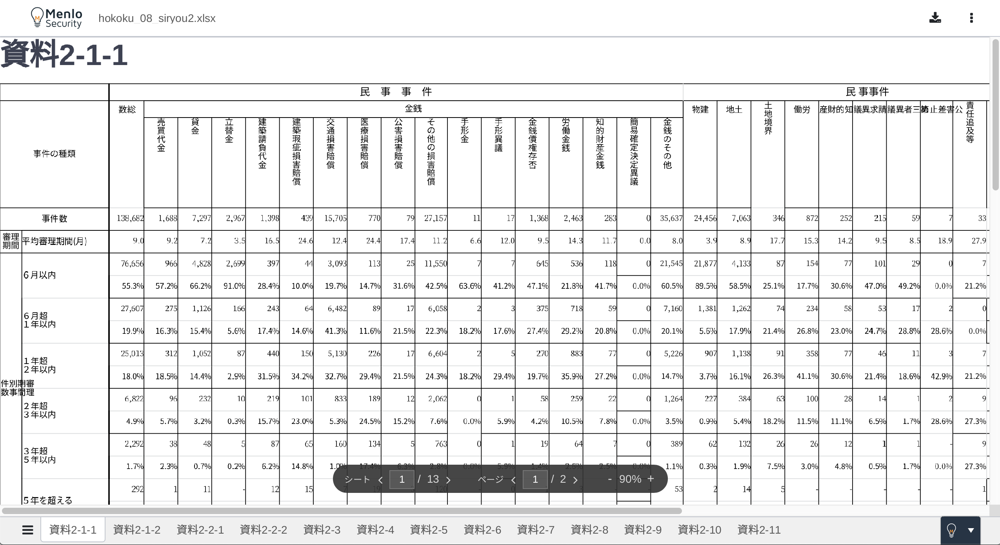 Menlo Security
hokoku_08_siryou2.xlsx
資料2-1-1
民 事 事 件 民 事事件
事件の種類 数総 金銭 物建 地土 土地境界 働労 産財的知 議異求請 議異者三第 め止差害公 責任追及等
売買代金 貸金 立替金 建築請負代金 建築瑕疵損害賠償 交通損害賠償 医療損害賠償 公害損害賠償 その他の損害賠償 手形金 手形異議 金銭債権存否 労働金銭 知的財産金銭 簡易確定決定異議 金銭のその他
事件数 138,682 1,688 7,297 2,967 1,398 439 15,705 770 79 27,157 11 17 1,368 2,463 283 0 35,637 24,456 7,063 346 872 252 215 59 7 33
審理期間 平均審理期間(月) 9.0 9.2 7.2 3.5 16.5 24.6 12.4 24.4 17.4 11.2 6.6 12.0 9.5 14.3 11.7 0.0 8.0 3.9 8.9 17.7 15.3 14.2 9.5 8.5 18.9 27.9
件別期審
数事間理
６月以内 76,656 966 4,828 2,699 397 44 3,093 113 25 11,550 7 7 645 536 118 0 21,545 21,877 4,133 87 154 77 101 29 0 7
55.3% 57.2% 66.2% 91.0% 28.4% 10.0% 19.7% 14.7% 31.6% 42.5% 63.6% 41.2% 47.1% 21.8% 41.7% 0.0% 60.5% 89.5% 58.5% 25.1% 17.7% 30.6% 47.0% 49.2% 0.0% 21.2%
６月超
１年以内 27,607 275 1,126 166 243 64 6,482 89 17 6,058 2 3 375 718 59 0 7,160 1,381 1,262 74 234 58 53 17 2 0
19.9% 16.3% 15.4% 5.6% 17.4% 14.6% 41.3% 11.6% 21.5% 22.3% 18.2% 17.6% 27.4% 29.2% 20.8% 0.0% 20.1% 5.6% 17.9% 21.4% 26.8% 23.0% 24.7% 28.8% 28.6% 0.0%
１年超
２年以内 25,013 312 1,052 87 440 150 5,130 226 17 6,604 2 5 270 883 77 0 5,226 907 1,138 91 358 77 46 11 3 7
18.0% 18.5% 14.4% 2.9% 31.5% 34.2% 32.7% 29.4% 21.5% 24.3% 18.2% 29.4% 19.7% 35.9% 27.2% 0.0% 14.7% 3.7% 16.1% 26.3% 41.1% 30.6% 21.4% 18.6% 42.9% 21.2%
２年超
３年以内 6,822 96 232 10 219 101 833 189 12 2,062 0 1 58 259 22 0 1,264 227 384 63 100 28 14 1 2 9
4.9% 5.7% 3.2% 0.3% 15.7% 23.0% 5.3% 24.5% 15.2% 7.6% 0.0% 5.9% 4.2% 10.5% 7.8% 0.0% 3.5% 0.9% 5.4% 18.2% 11.5% 11.1% 6.5% 1.7% 28.6% 27.3%
３年超
５年以内 2,292 38 48 5 87 65 160 134 5 763 0 1 19 64 7 0 389 62 132 26 26 12 1 1 - 9
1.7% 2.3% 0.7% 0.2% 6.2% 14.8% 1.0% 17.4% 6.3% 2.8% 0.0% 5.9% 1.4% 2.6% 2.5% 0.0% 1.1% 0.3% 1.9% 7.5% 3.0% 4.8% 0.5% 1.7% 0.0% 27.3%
５年を超える 292 1 11 - 12 15 7 19 3 120 - 0 1 3 - - 53 2 14 5 - - - - - 1
シート 1 / 13 ページ 1 / 2 - 90% +
資料2-1-1 資料2-1-2 資料2-2-1 資料2-2-2 資料2-3 資料2-4 資料2-5 資料2-6 資料2-7 資料2-8 資料2-9 資料2-10 資料2-11